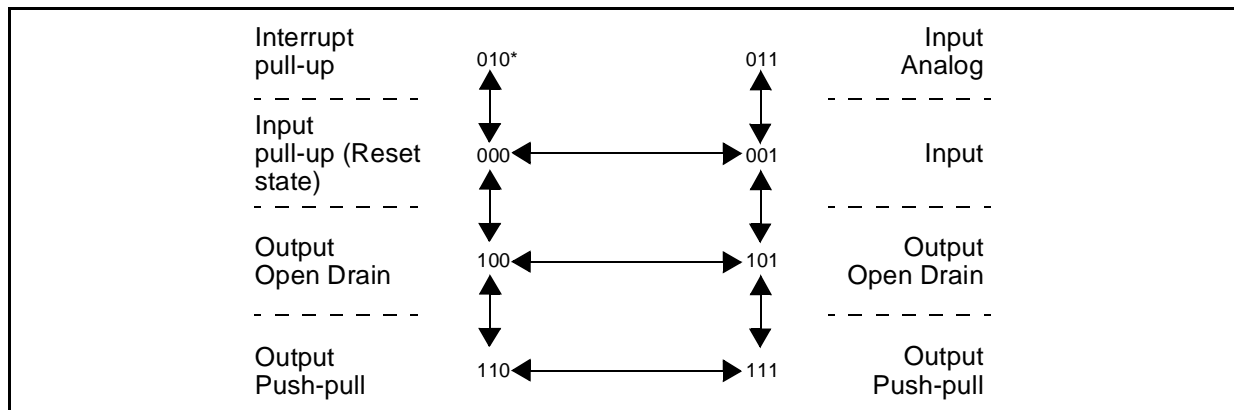 Interrupt
pull-up
010*
011
Input
Analog
Input
pull-up (Reset
state)
000
001
Input
Output
Open Drain
100
101
Output
Open Drain
Output
Push-pull
110
111
Output
Push-pull